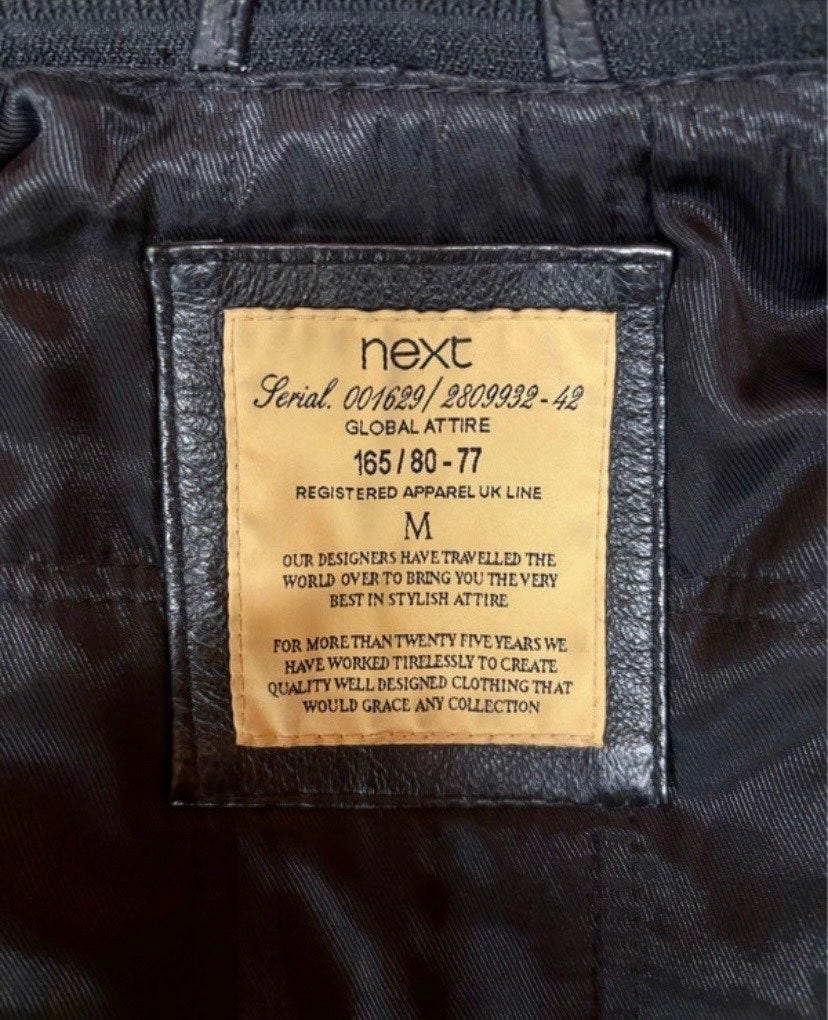 next
Serial. 001629/2809932-42
GLOBAL ATTIRE
165/80-77
REGISTERED APPAREL UK LINE
M
OUR DESIGNERS HAVE TRAVELLED THE
WORLD OVER TO BRING YOU THE VERY
BEST IN STYLISH ATTIRE
FOR MORE THAN TWENTY FIVE YEARS WE
HAVE WORKED TIRELESSLY TO CREATE
QUALITY WELL DESIGNED CLOTHING THAT
WOULD GRACE ANY COLLECTION